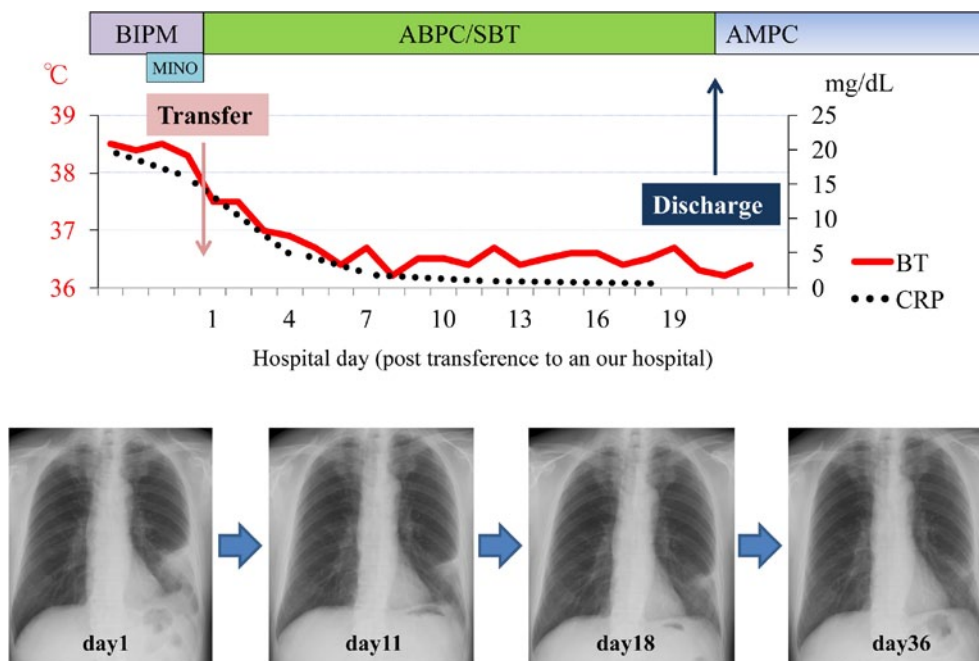 BIPM ABPC/SBT AMPC
MINO
℃ mg/dL
Transfer
39 25
38 20
15
Discharge
37 10
5
36 0
BT
CRP
1 4 7 10 13 16 19
Hospital day (post transference to an our hospital)
day1 day11 day18 day36